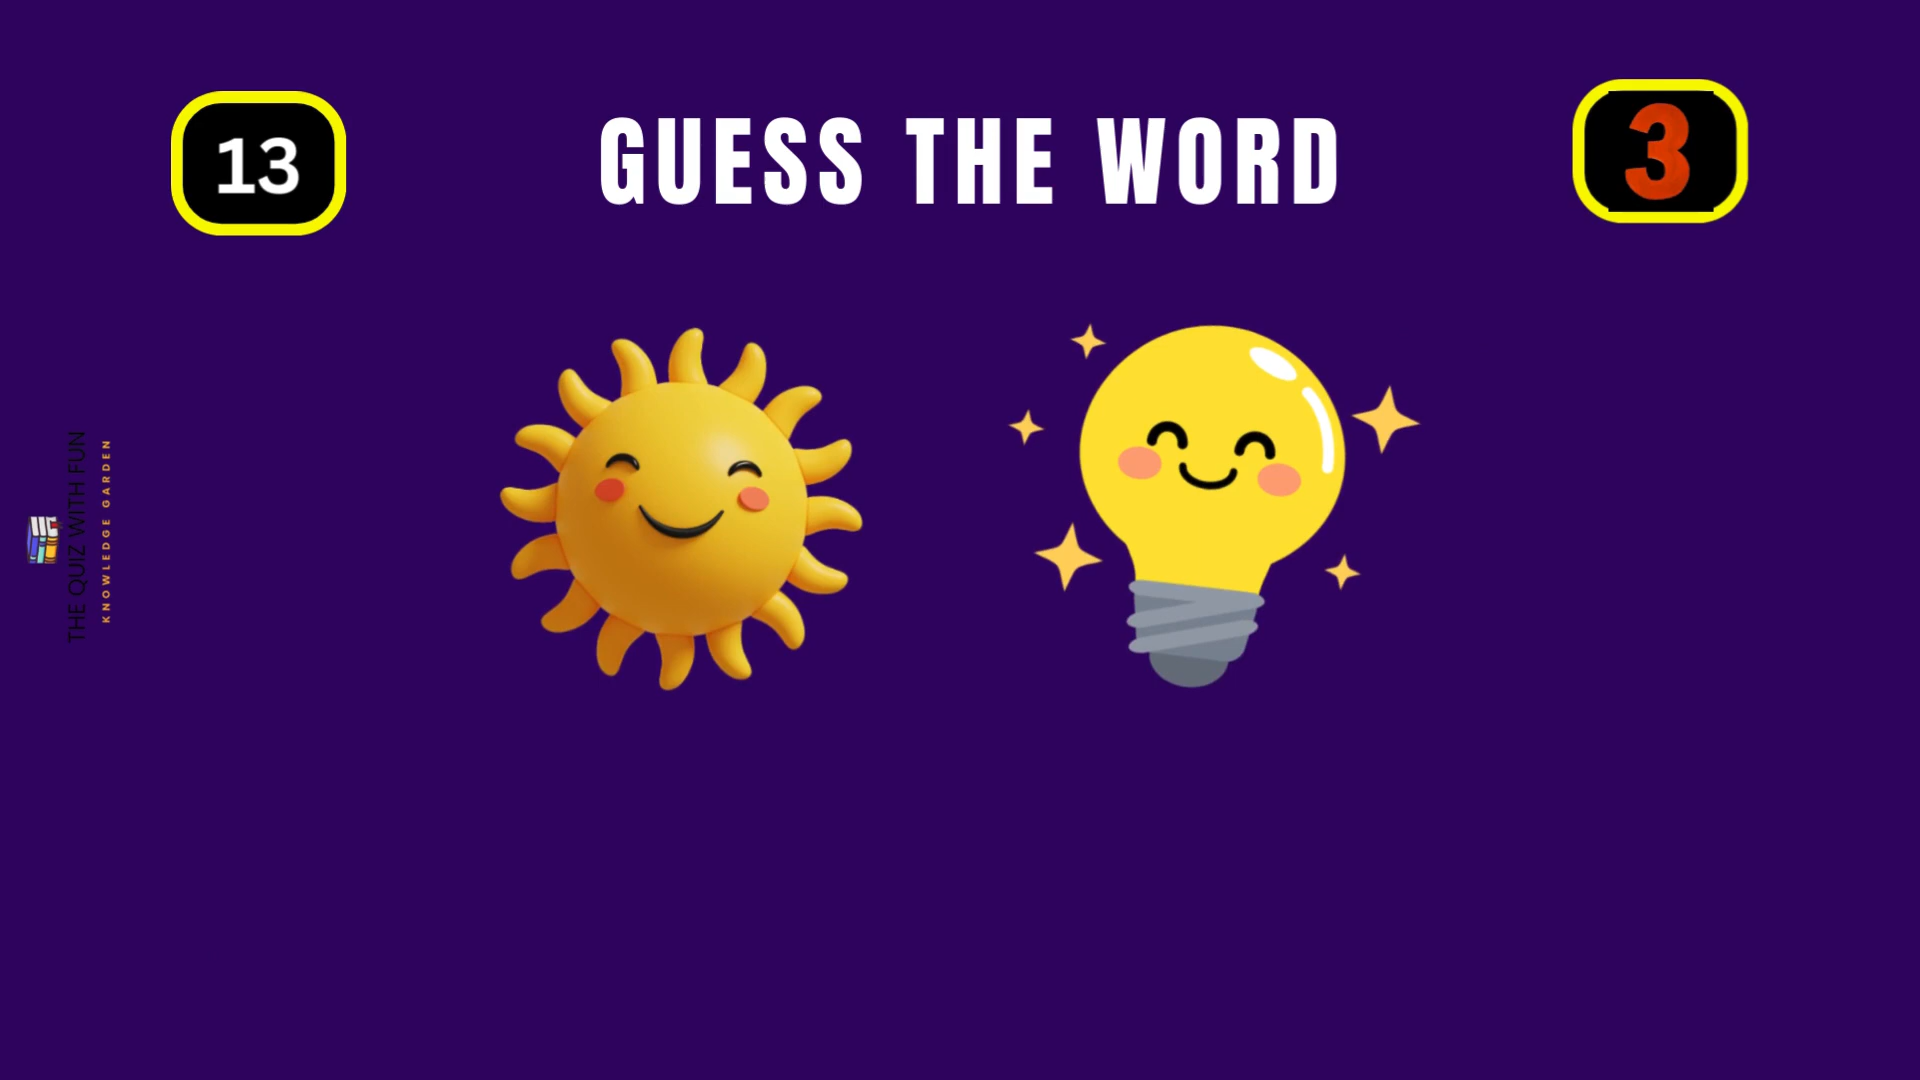 13
GUESS THE WORD
3
THE QUIZ WITH FUN
KNOWLEDGE GARDEN